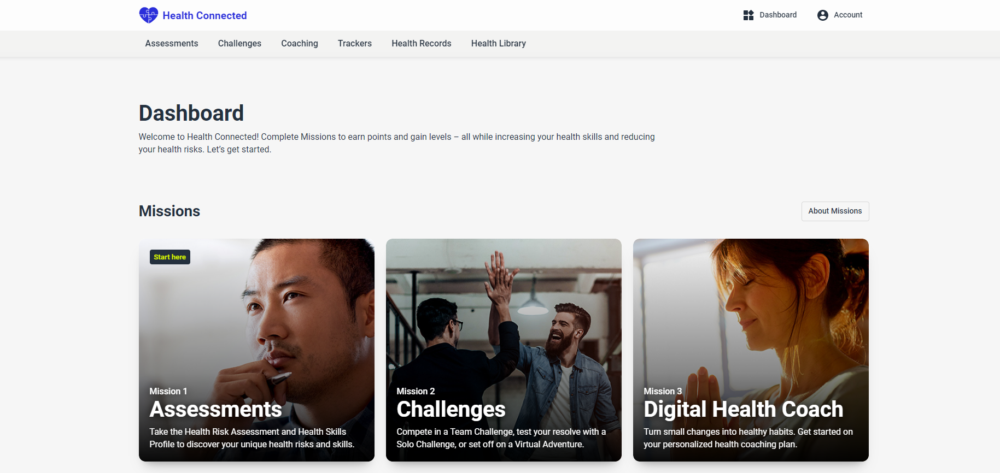 Health Connected
Dashboard
Account
Assessments
Challenges
Coaching
Trackers
Health Records
Health Library
Dashboard
Welcome to Health Connected! Complete Missions to earn points and gain levels – all while increasing your health skills and reducing
your health risks. Let’s get started.
Missions
About Missions
Start here
Mission 1
Assessments
Take the Health Risk Assessment and Health Skills
Profile to discover your unique health risks and skills.
Mission 2
Challenges
Compete in a Team Challenge, test your resolve with a
Solo Challenge, or set off on a Virtual Adventure.
Mission 3
Digital Health Coach
Turn small changes into healthy habits. Get started on
your personalized health coaching plan.